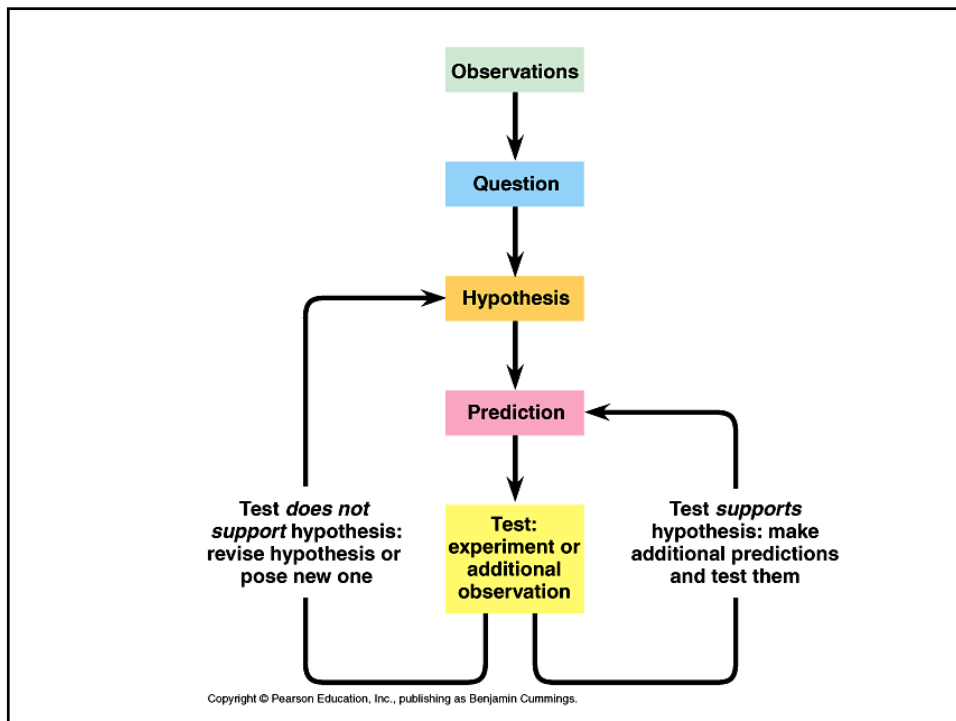 Observations
Question
Hypothesis
Prediction
Test does not
support hypothesis:
revise hypothesis or
pose new one
Test:
experiment or
additional
observation
Test supports
hypothesis: make
additional predictions
and test them
Copyright © Pearson Education, Inc., publishing as Benjamin Cummings.